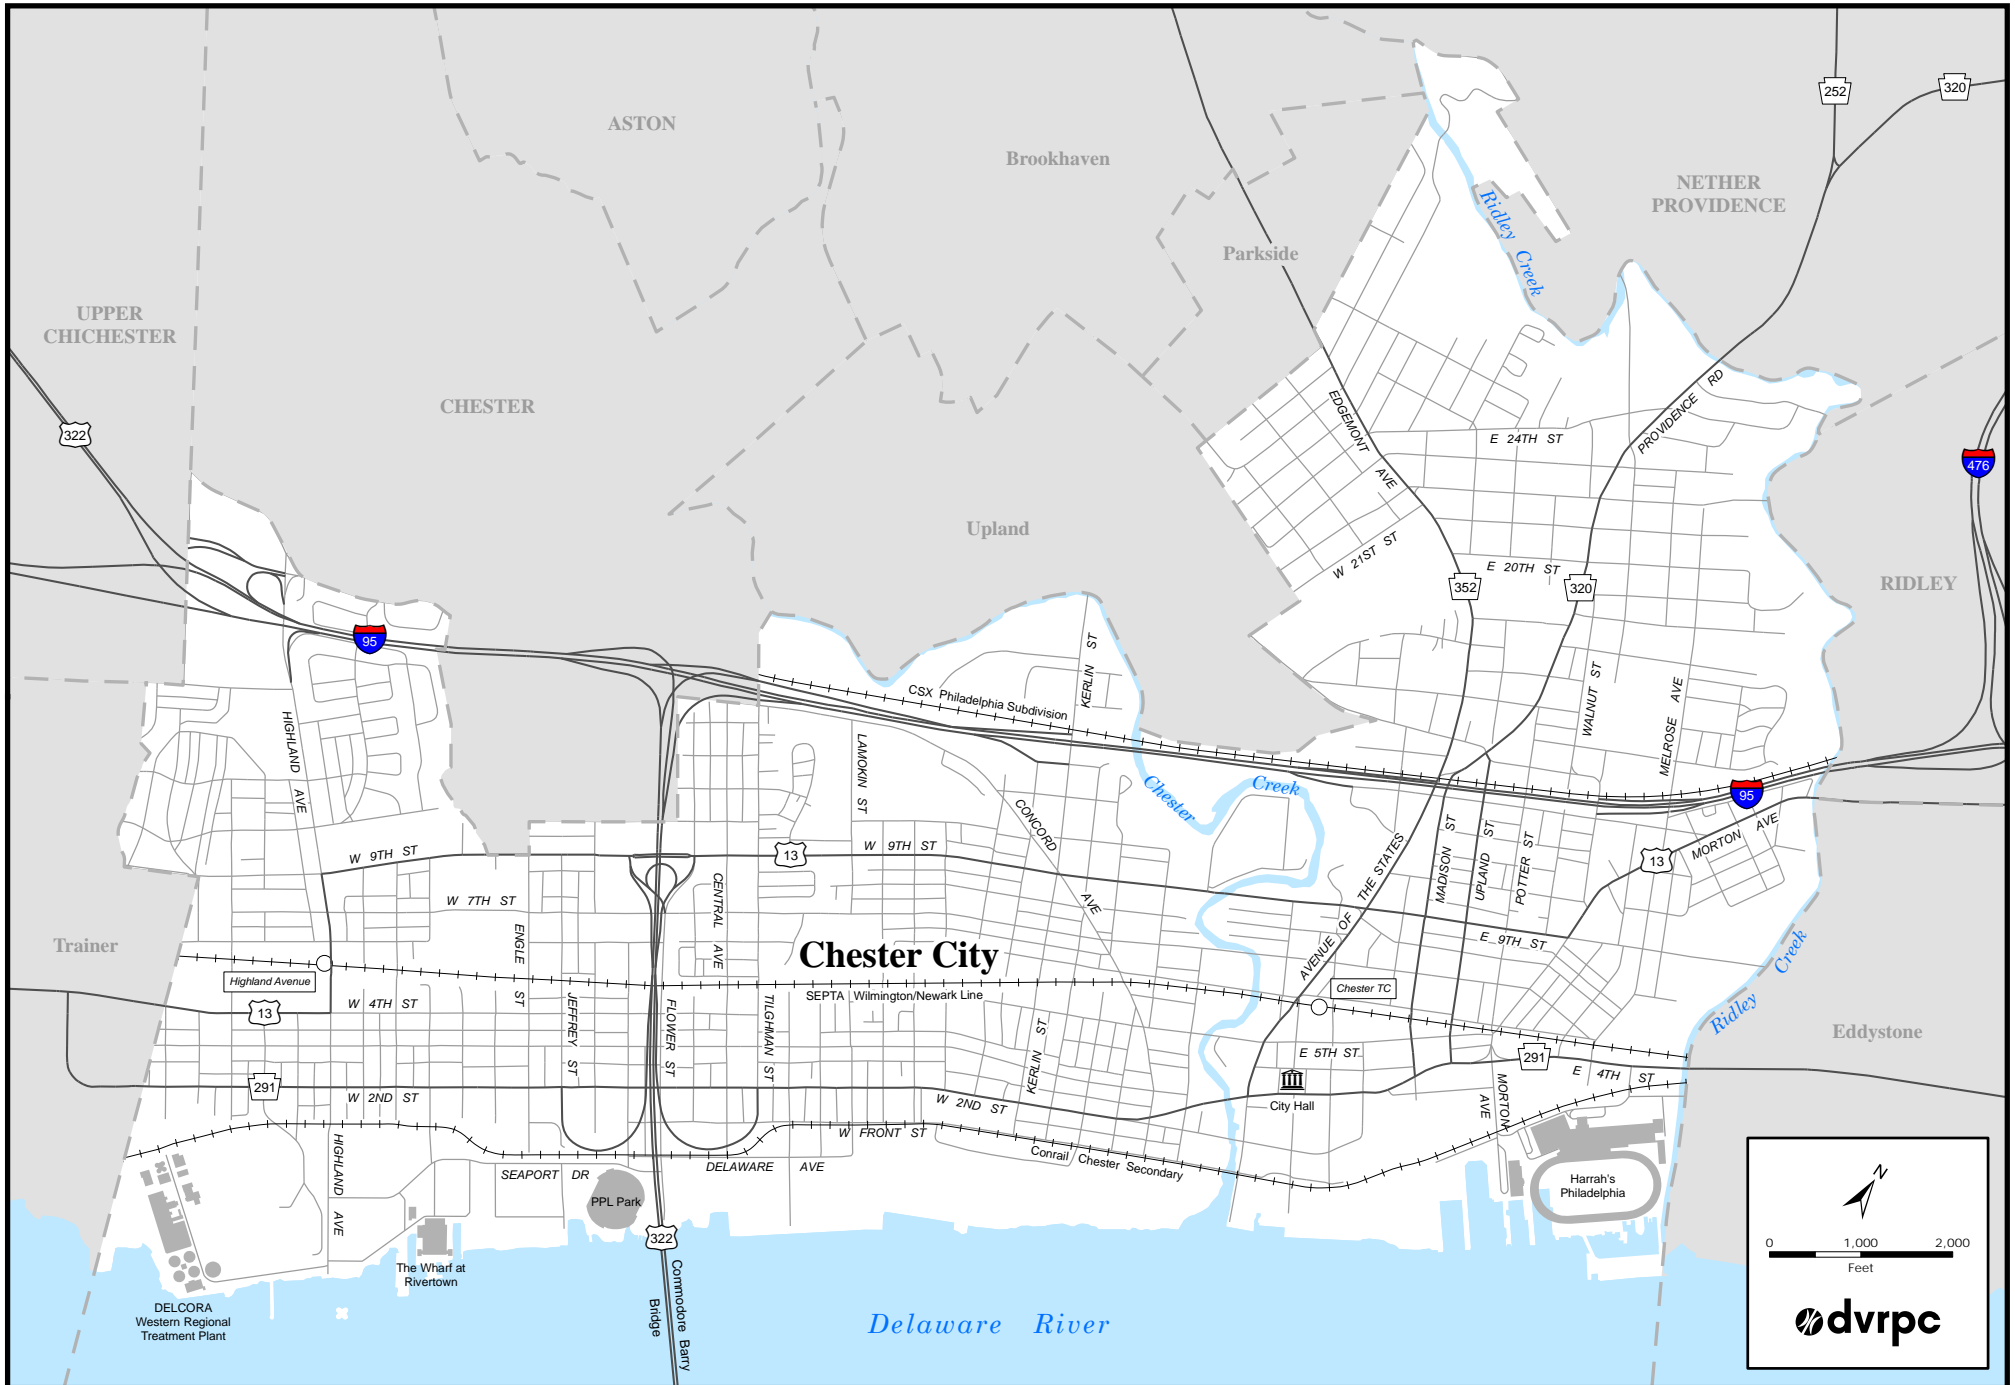 252
320
ASTON
Brookhaven
NETHER
PROVIDENCE
Ridley Creek
Parkside
UPPER
CHICHESTER
CHESTER
322
EDGEMONT AVE
PROVIDENCE RD
E 24TH ST
476
Upland
W 21ST ST
E 20TH ST
352
320
RIDLEY
95
KERLIN ST
CSX Philadelphia Subdivision
WALNUT ST
MELROSE AVE
HIGHLAND AVE
LAMOKIN ST
Chester Creek
95
CONCORD AVE
MORTON AVE
13
W 9TH ST
13
W 9TH ST
AVENUE OF THE STATES
MADISON ST
UPLAND ST
POTTER ST
W 7TH ST
CENTRAL AVE
ENGLE ST
E 9TH ST
Trainer
Chester City
Ridley Creek
Highland Avenue
Chester TC
SEPTA Wilmington/Newark Line
13
W 4TH ST
JEFFREY ST
FLOWER ST
TILGHMAN ST
KERLIN ST
E 5TH ST
291
E 4TH ST
Eddystone
291
W 2ND ST
W 2ND ST
City Hall
MORTON AVE
HIGHLAND AVE
W FRONT ST
Conrail Chester Secondary
SEAPORT DR
DELAWARE AVE
PPL Park
Harrah's
Philadelphia
322
Commodore Barry
Bridge
The Wharf at
Rivertown
DELCORA
Western Regional
Treatment Plant
Delaware River
N
0 1,000 2,000
Feet
dvrpc